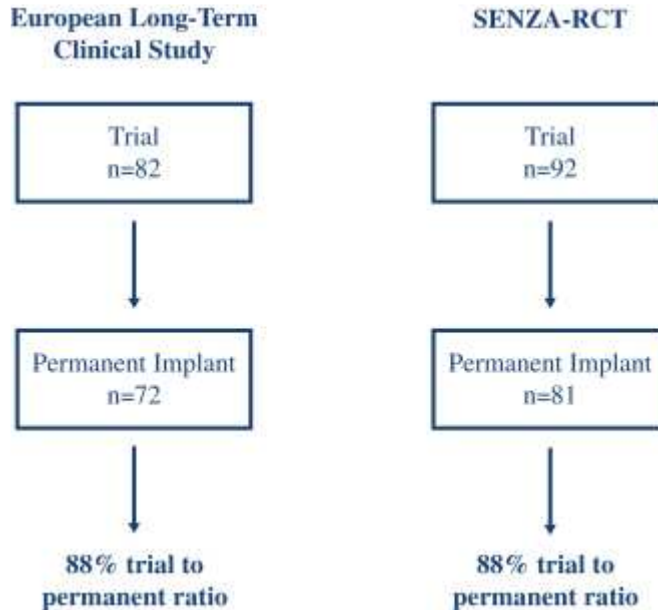 European Long-Term
Clinical Study
Trial
n=82
Permanent Implant
n=72
88% trial to
permanent ratio
SENZA-RCT
Trial
n=92
Permanent Implant
n=81
88% trial to
permanent ratio